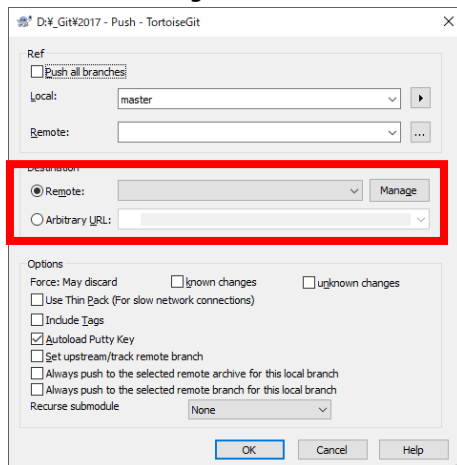 D:¥_Git¥2017 - Push - TortoiseGit
Ref
Push all branches
Local:
master
Remote:
...
Destination
Remote:
Manage
Arbitrary URL:
Options
Force: May discard
known changes
unknown changes
Use Thin Pack (For slow network connections)
Include Tags
Autoload Putty Key
Set upstream/track remote branch
Always push to the selected remote archive for this local branch
Always push to the selected remote branch for this local branch
Recurse submodule
None
OK
Cancel
Help